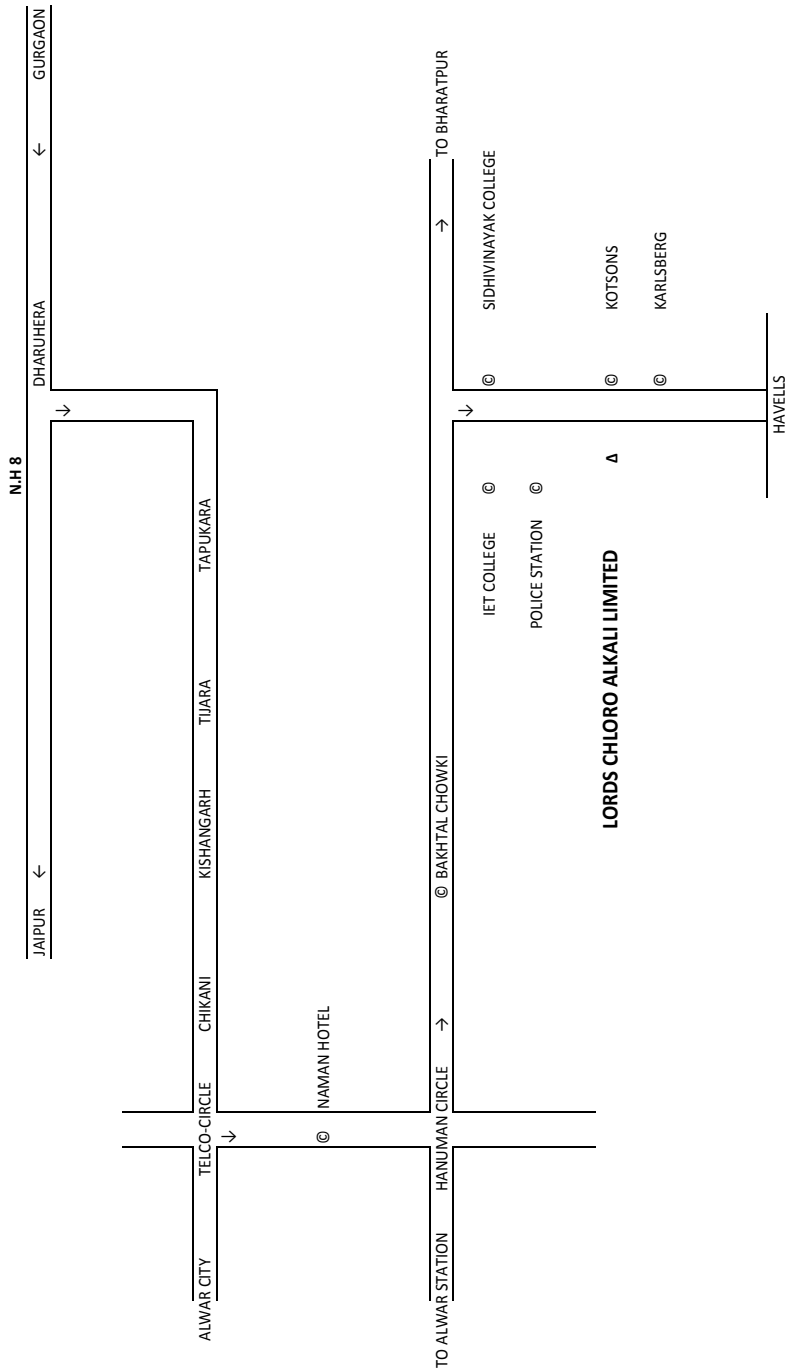 N.H 8
JAIPUR ← DHARUHERA ← GURGAON
↓
ALWAR CITY TELCO-CIRCLE CHIKANI KISHANGARH TIJARA TAPUKARA
↓
© NAMAN HOTEL
TO ALWAR STATION HANUMAN CIRCLE → © BAKHTAL CHOWKI → TO BHARATPUR
↓
IET COLLEGE © © SIDHIVINAYAK COLLEGE
POLICE STATION ©
LORDS CHLORO ALKALI LIMITED Δ © KOTSONS
© KARLSBERG
HAVELLS